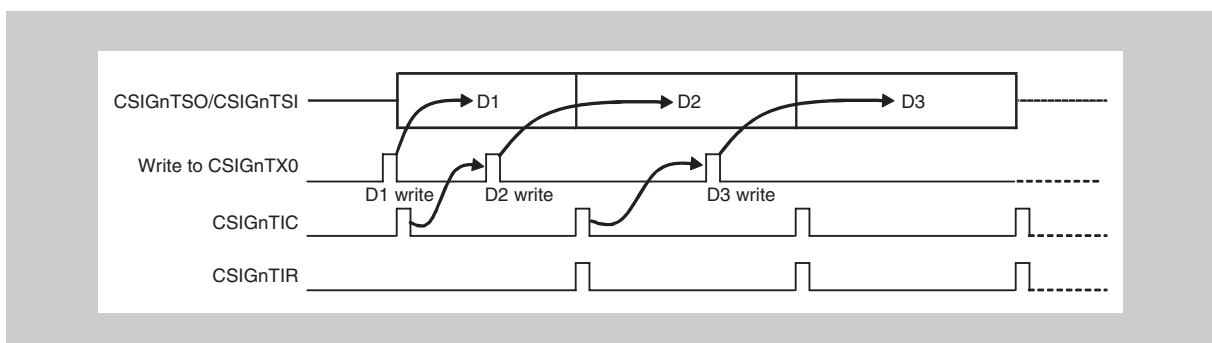 CSIGnTSO/CSIGnTSI
D1
D2
D3
Write to CSIGnTX0
D1 write
D2 write
D3 write
CSIGnTIC
CSIGnTIR